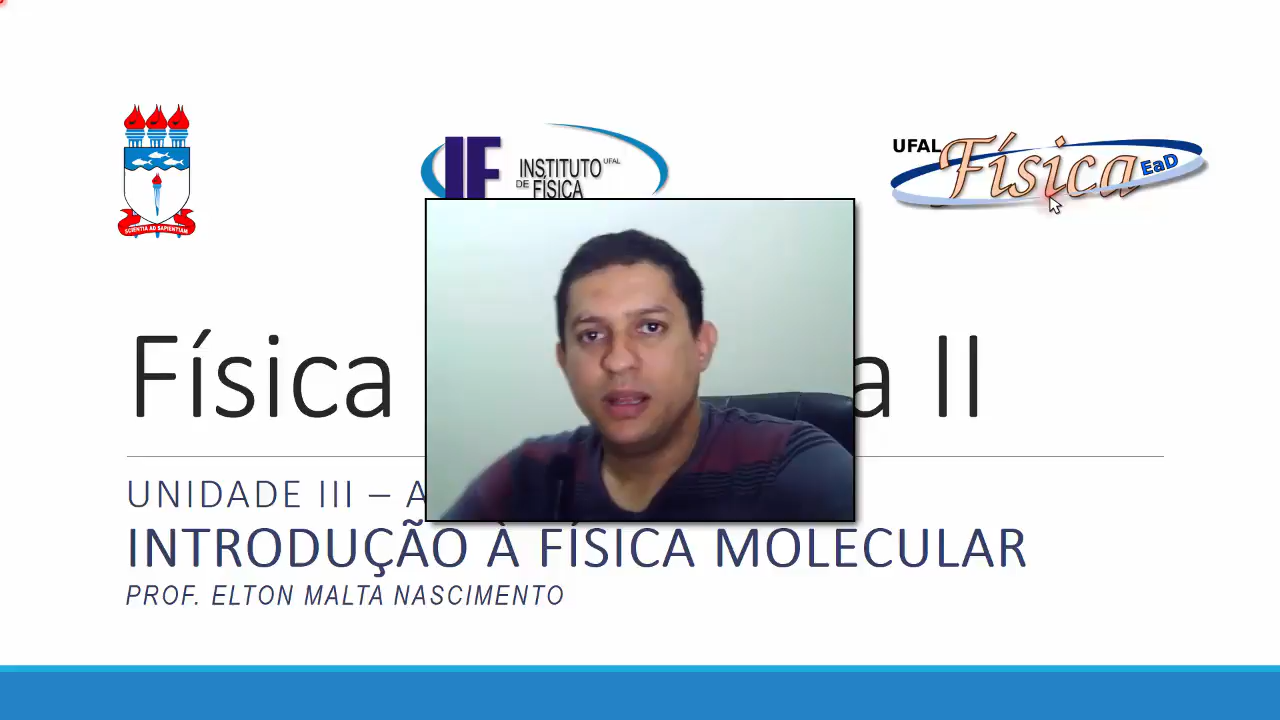 SCIENTIA AD SAPIENTIAM
IF INSTITUTO UFAL
DE FÍSICA
UFAL Física EaD
Física a II
UNIDADE III – A
INTRODUÇÃO À FÍSICA MOLECULAR
PROF. ELTON MALTA NASCIMENTO